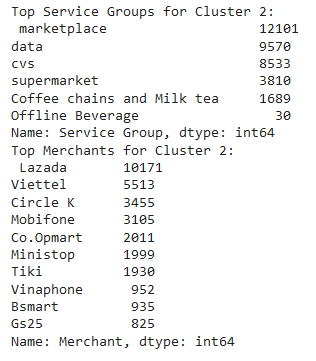 Top Service Groups for Cluster 2:
marketplace 12101
data 9570
cvs 8533
supermarket 3810
Coffee chains and Milk tea 1689
Offline Beverage 30
Name: Service Group, dtype: int64
Top Merchants for Cluster 2:
Lazada 10171
Viettel 5513
Circle K 3455
Mobifone 3105
Co.Opmart 2011
Ministop 1999
Tiki 1930
Vinaphone 952
Bsmart 935
Gs25 825
Name: Merchant, dtype: int64